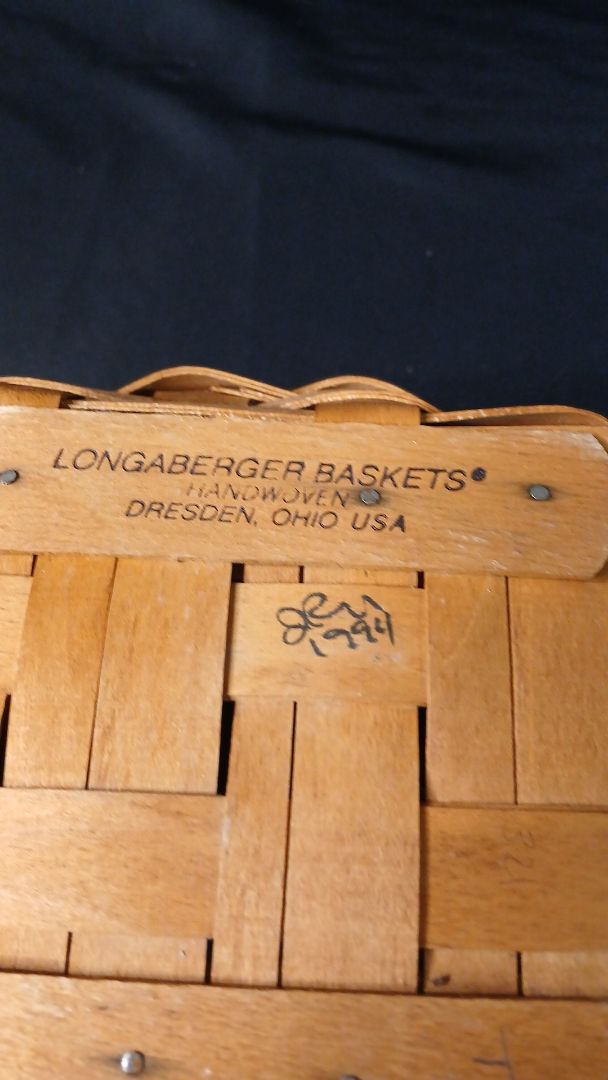 LONGABERGER BASKETS®
HANDWOVEN
DRESDEN, OHIO USA
1994